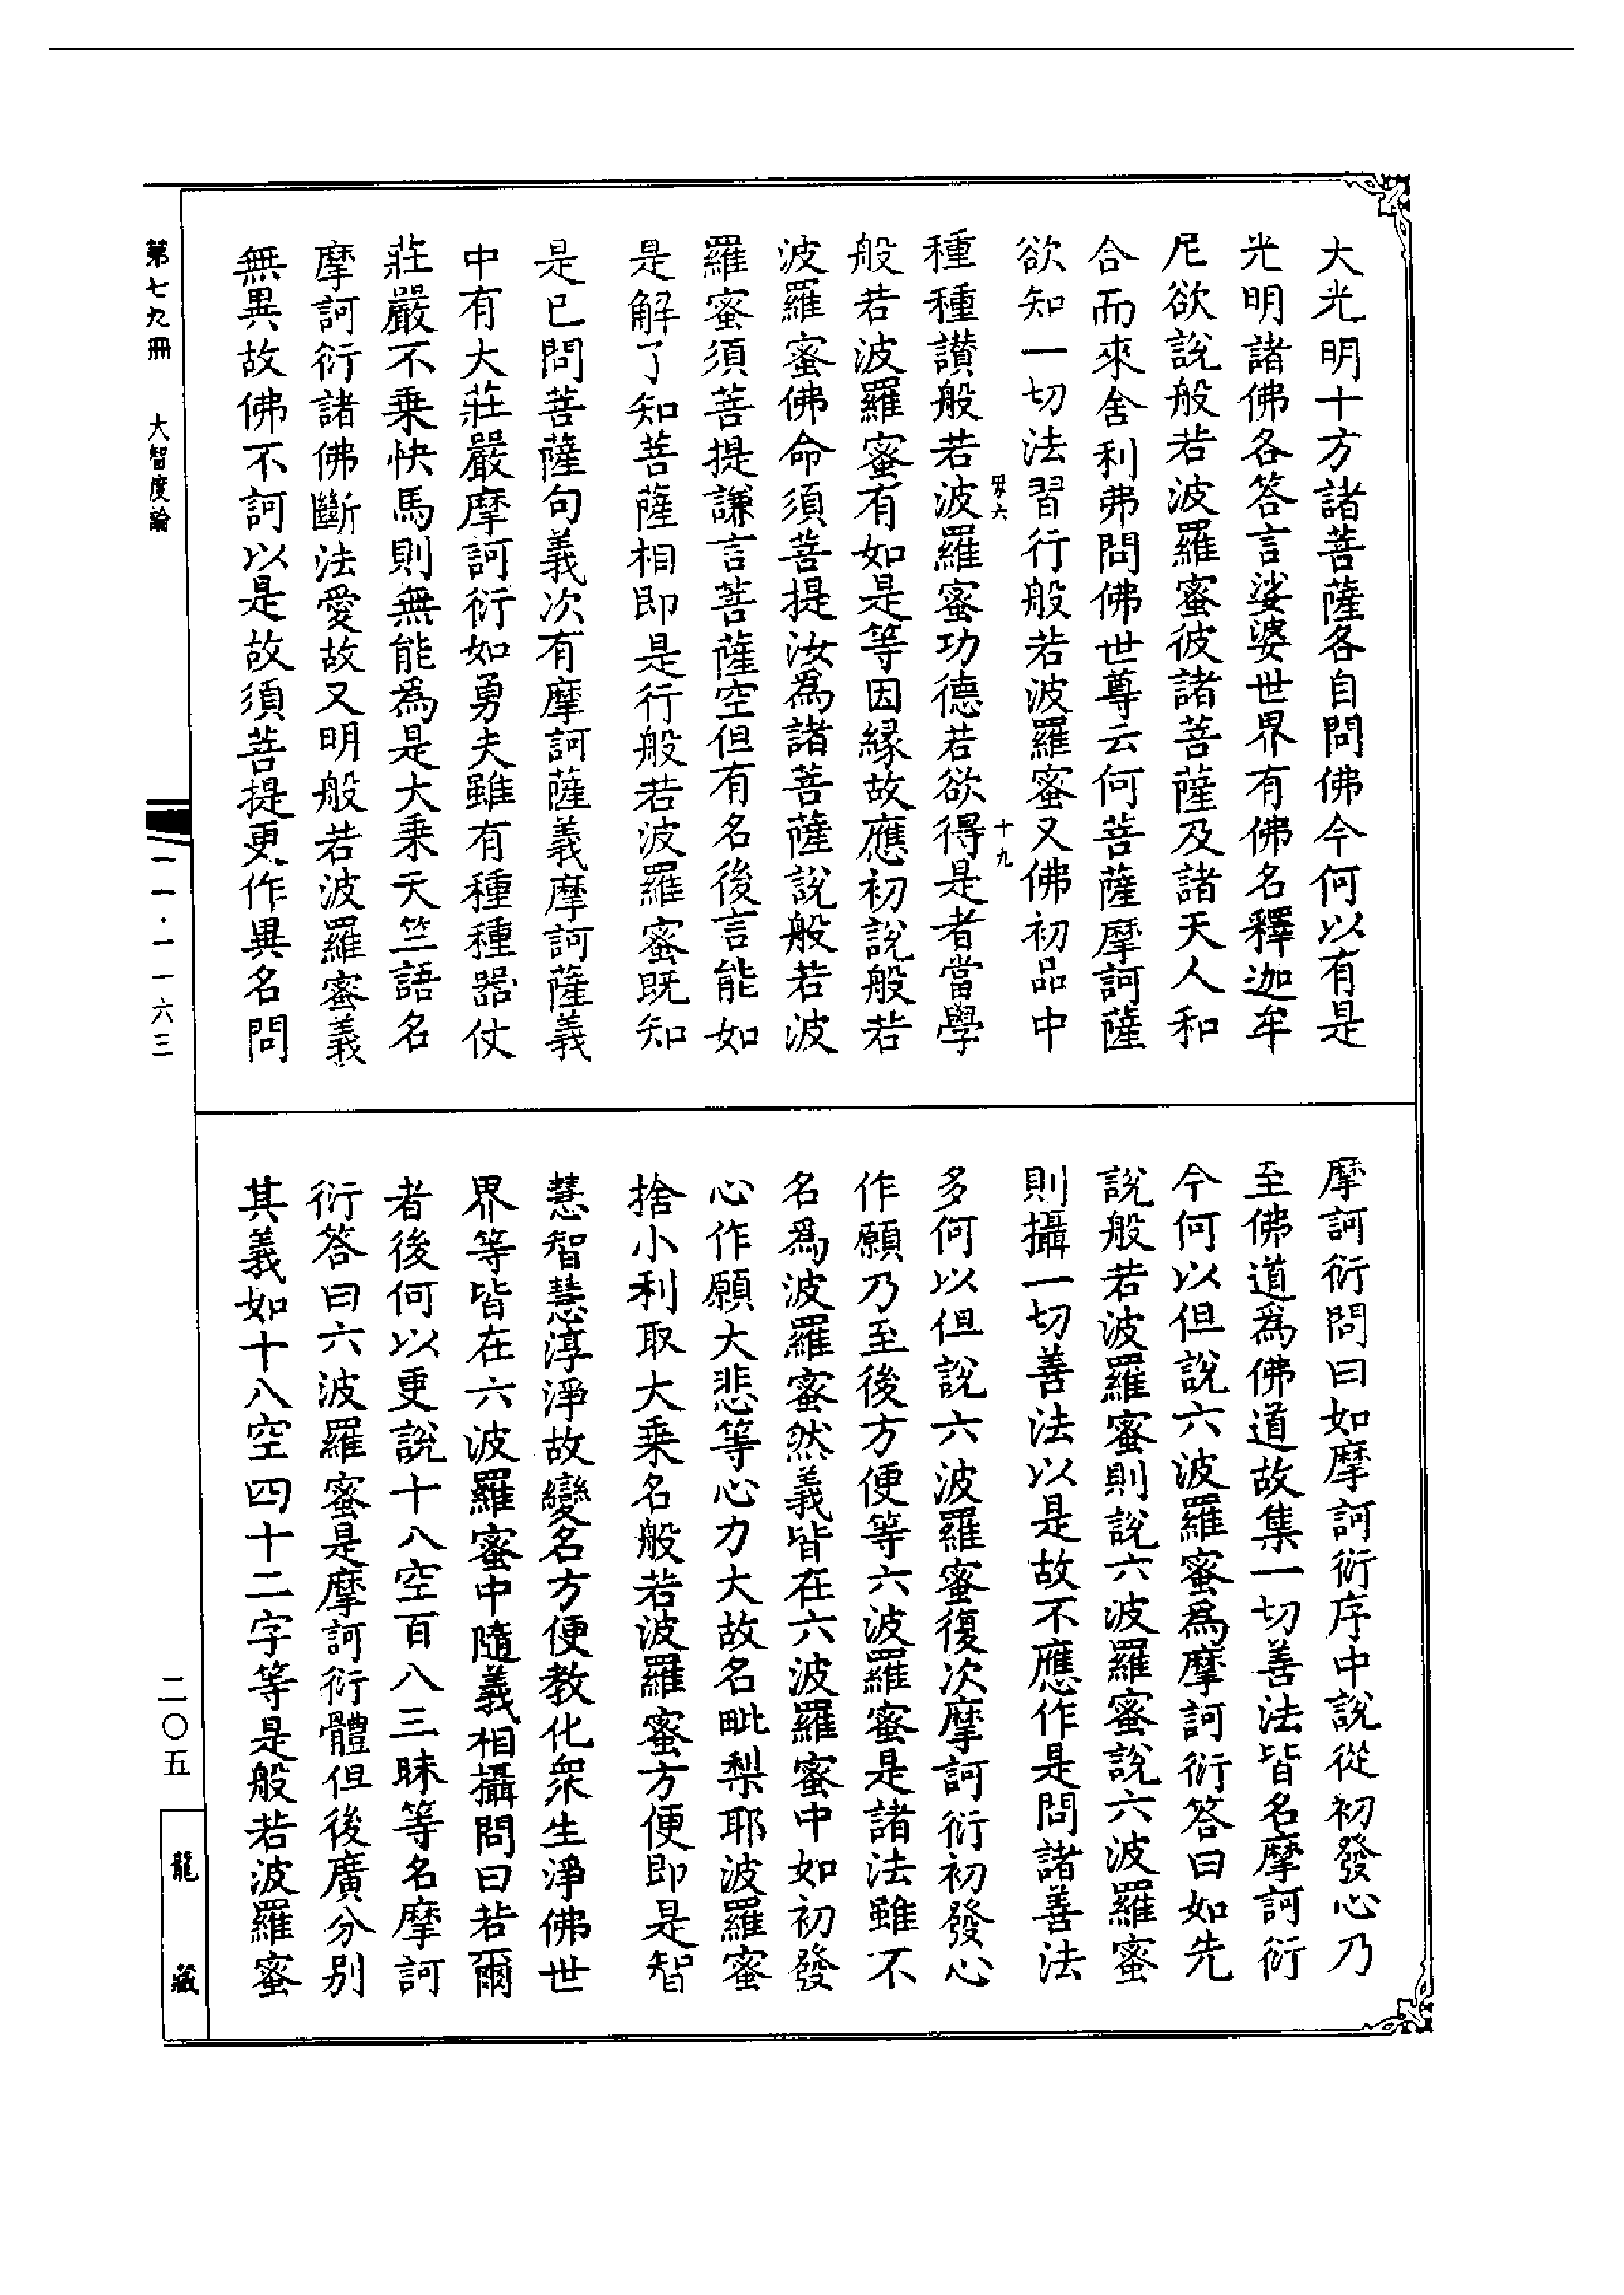 大光明十方諸菩薩各自問佛今何以有是
光明諸佛各答言娑婆世界有佛名釋迦牟
尼欲說般若波羅蜜彼諸菩薩及諸天人和
合而來舍利弗問佛世尊云何菩薩摩訶薩
欲知一切法習行般若波羅蜜又佛初品中
種種讚般若波羅蜜功德若欲得是者當學
般若波羅蜜有如是等因緣故應初說般若
波羅蜜佛命須菩提汝爲諸菩薩說般若波
羅蜜須菩提謙言菩薩空但有名後言能如
是解了知菩薩相即是行般若波羅蜜既知
是已問菩薩句義次有摩訶薩義摩訶薩義
中有大莊嚴摩訶衍如勇夫雖有種種器仗
莊嚴不乘快馬則無能爲是大乘天竺語名
摩訶衍諸佛斷法愛故又明般若波羅蜜義
無異故佛不訶以是故須菩提更作異名問
摩訶衍問曰如摩訶衍序中說從初發心乃
至佛道爲佛道故集一切善法皆名摩訶衍
今何以但說六波羅蜜爲摩訶衍答曰如先
說般若波羅蜜則說六波羅蜜說六波羅蜜
則攝一切善法以是故不應作是問諸善法
多何以但說六波羅蜜復次摩訶衍初發心
作願乃至後方便等六波羅蜜是諸法雖不
名爲波羅蜜然義皆在六波羅蜜中如初發
心作願大悲等心力大故名毗梨耶波羅蜜
捨小利取大乘名般若波羅蜜方便即是智
慧智慧淳淨故變名方便教化衆生淨佛世
界等皆在六波羅蜜中隨義相攝問曰若爾
者後何以更說十八空百八三昧等名摩訶
衍答曰六波羅蜜是摩訶衍體但後廣分別
其義如十八空四十二字等是般若波羅蜜
十九
第七九冊
大智度論
一一·一一六三
二〇五
龍藏